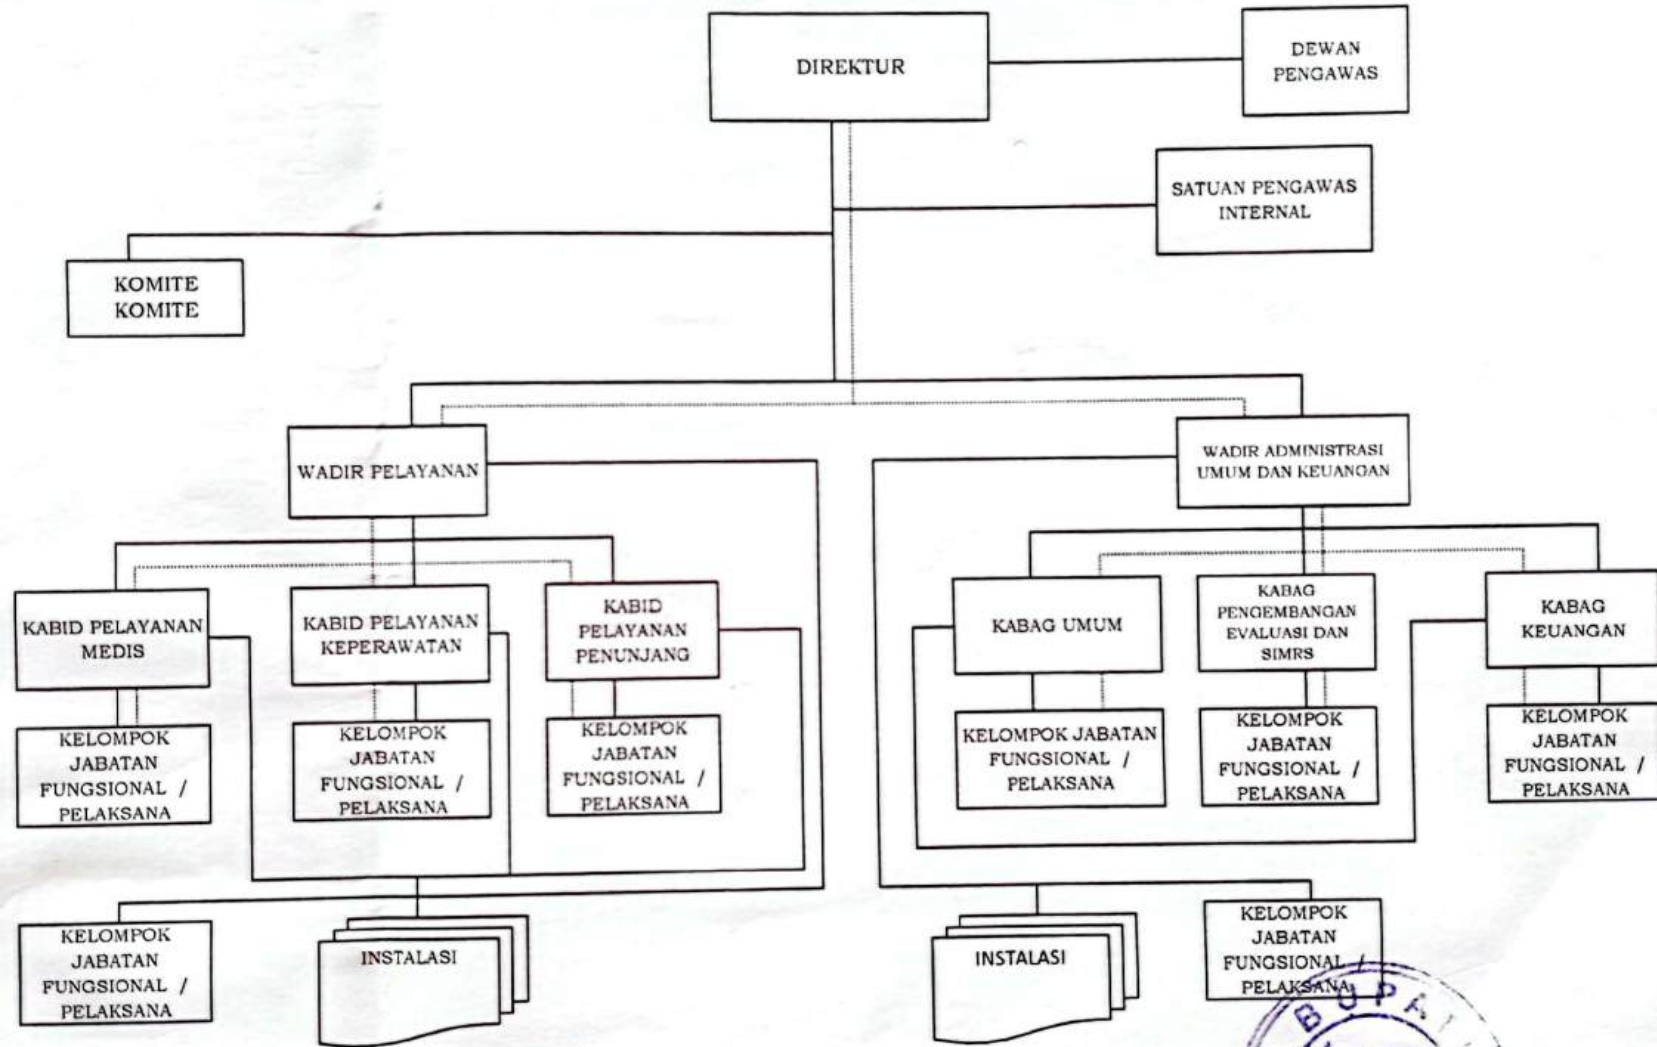 DIREKTUR
DEWAN
PENGAWAS
SATUAN PENGAWAS
INTERNAL
KOMITE
KOMITE
WADIR PELAYANAN
WADIR ADMINISTRASI
UMUM DAN KEUANGAN
KABID PELAYANAN
MEDIS
KABID PELAYANAN
KEPERAWATAN
KABID
PELAYANAN
PENUNJANG
KABAG UMUM
KABAG
PENGEMBANGAN
EVALUASI DAN
SIMRS
KABAG
KEUANGAN
KELOMPOK
JABATAN
FUNGSIONAL /
PELAKSANA
KELOMPOK
JABATAN
FUNGSIONAL /
PELAKSANA
KELOMPOK
JABATAN
FUNGSIONAL /
PELAKSANA
KELOMPOK JABATAN
FUNGSIONAL /
PELAKSANA
KELOMPOK
JABATAN
FUNGSIONAL /
PELAKSANA
KELOMPOK
JABATAN
FUNGSIONAL /
PELAKSANA
KELOMPOK
JABATAN
FUNGSIONAL /
PELAKSANA
INSTALASI
INSTALASI
KELOMPOK
JABATAN
FUNGSIONAL /
PELAKSANA